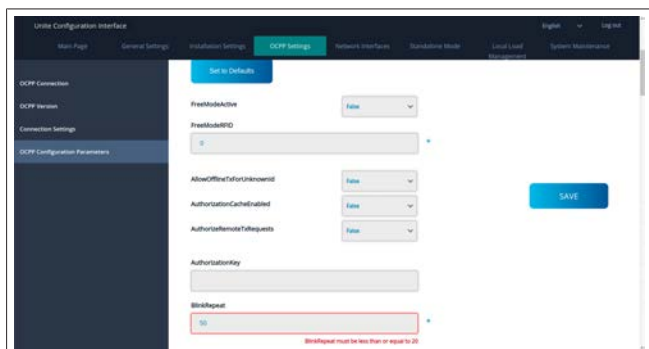 Unite Configuration Interface
English
Log out
Main Page
General Settings
Installation Settings
OCPP Settings
Network Interfaces
Standalone Mode
Local Load
Management
System Maintenance
OCPP Connection
OCPP Version
Connection Settings
OCPP Configuration Parameters
Set to Defaults
FreeModeActive
False
FreeModeRFID
0
*
AllowOfflineTxForUnknownId
False
AuthorizationCacheEnabled
False
AuthorizeRemoteTxRequests
False
SAVE
AuthorizationKey
BlinkRepeat
50
*
BlinkRepeat must be less than or equal to 20